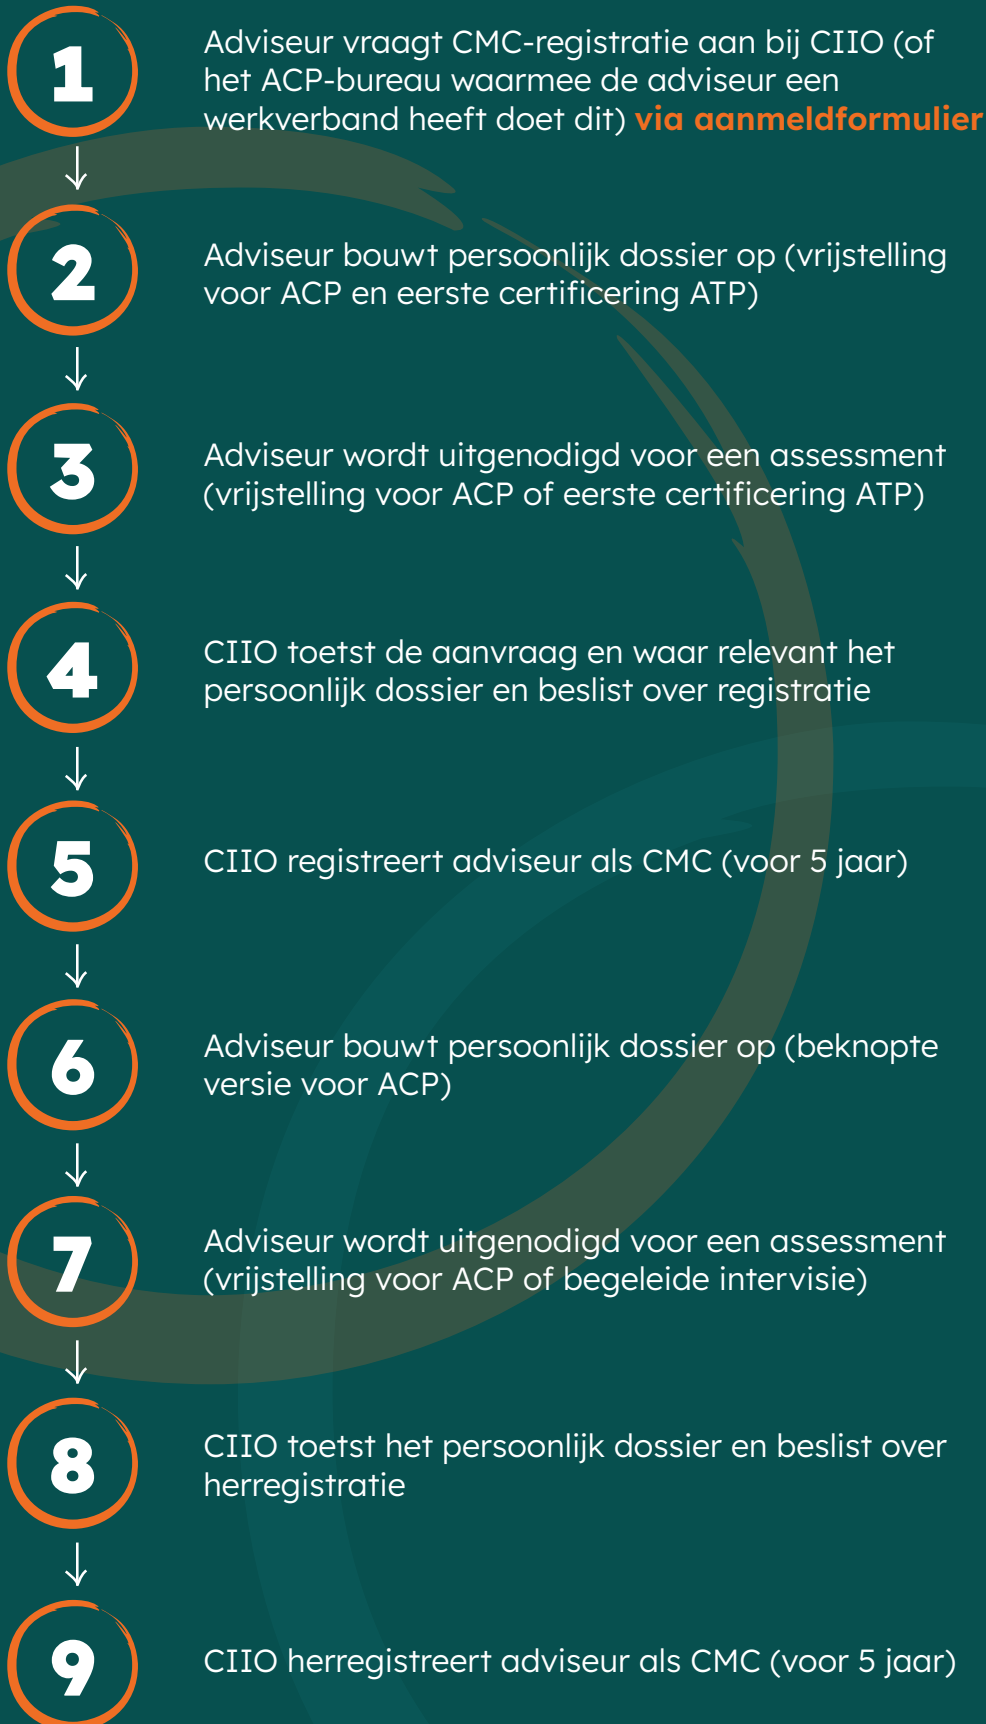 1
Adviseur vraagt CMC-registratie aan bij CIIO (of
het ACP-bureau waarmee de adviseur een
werkverband heeft doet dit) via aanmeldformulier
2
Adviseur bouwt persoonlijk dossier op (vrijstelling
voor ACP en eerste certificering ATP)
3
Adviseur wordt uitgenodigd voor een assessment
(vrijstelling voor ACP of eerste certificering ATP)
4
CIIO toetst de aanvraag en waar relevant het
persoonlijk dossier en beslist over registratie
5
CIIO registreert adviseur als CMC (voor 5 jaar)
6
Adviseur bouwt persoonlijk dossier op (beknopte
versie voor ACP)
7
Adviseur wordt uitgenodigd voor een assessment
(vrijstelling voor ACP of begeleide intervisie)
8
CIIO toetst het persoonlijk dossier en beslist over
herregistratie
9
CIIO herregistreert adviseur als CMC (voor 5 jaar)